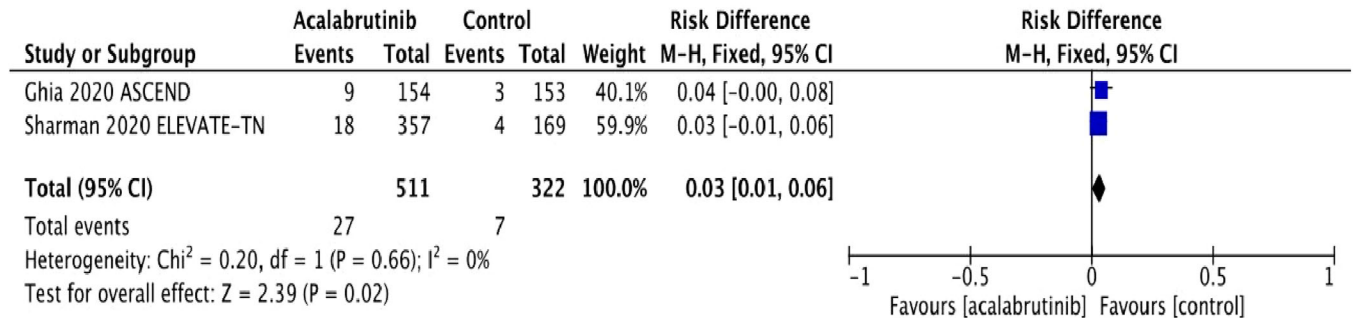 Acalabrutinib Control Risk Difference Risk Difference
Study or Subgroup Events Total Events Total Weight M-H, Fixed, 95% CI M-H, Fixed, 95% CI
Ghia 2020 ASCEND 9 154 3 153 40.1% 0.04 [-0.00, 0.08]
Sharman 2020 ELEVATE-TN 18 357 4 169 59.9% 0.03 [-0.01, 0.06]
Total (95% CI) 511 322 100.0% 0.03 [0.01, 0.06]
Total events 27 7
Heterogeneity: Chi² = 0.20, df = 1 (P = 0.66); I² = 0%
Test for overall effect: Z = 2.39 (P = 0.02)
-1 -0.5 0 0.5 1
Favours [acalabrutinib] Favours [control]